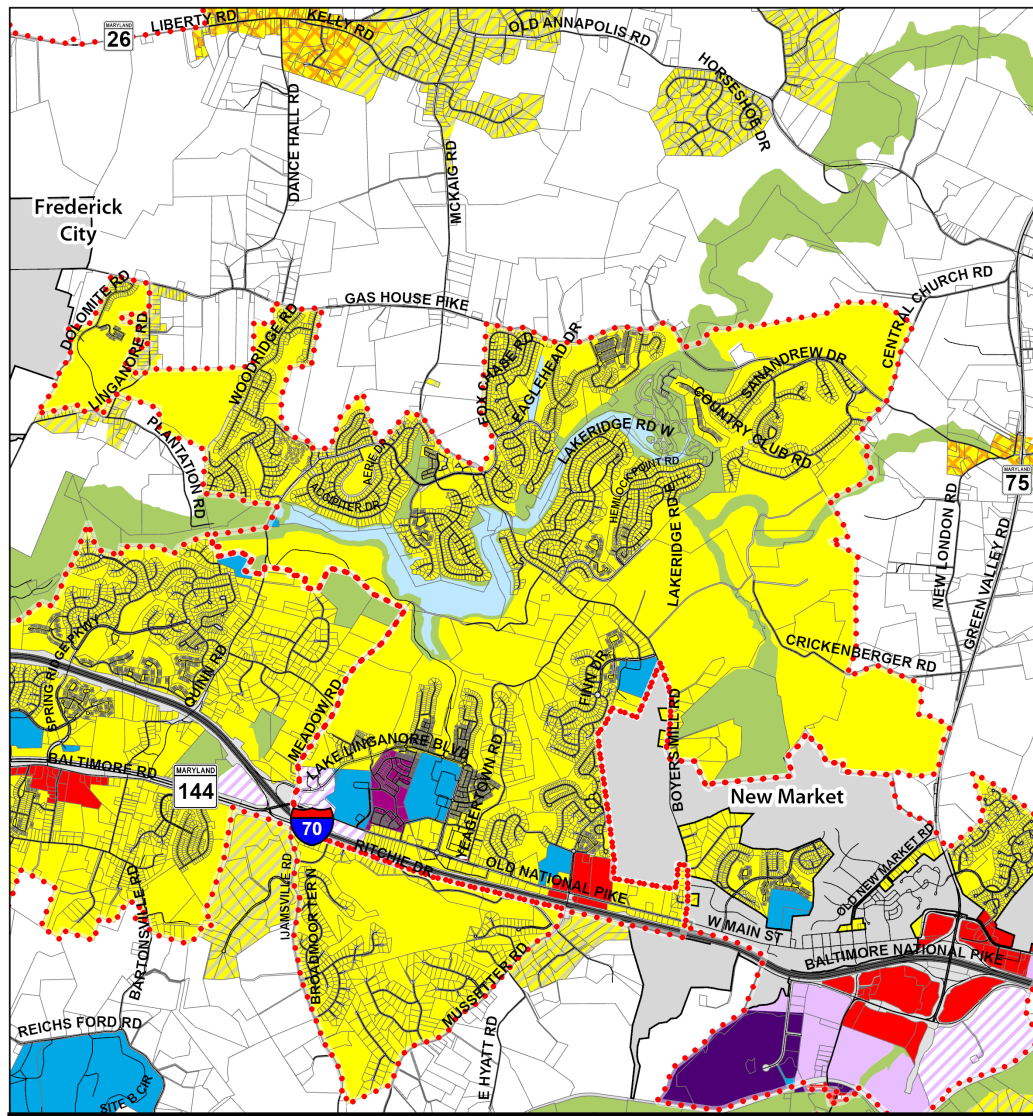 LIBERTY RD
KELLY RD
OLD ANNAPOLIS RD
MARYLAND
26
HORSESHOE DR
DANCE HALL RD
MCKAIG RD
Frederick
City
CENTRAL CHURCH RD
DOLOMITE RD
GAS HOUSE PIKE
LINGANORE RD
WOODRIDGE RD
FOX CHASE RD
EAGLEHEAD DR
SANANDREW DR
COUNTRY CLUB RD
LAKERIDGE RD W
PLANTATION RD
AERIE DR
ACCIPITER DR
HEMLOCK POINT RD
LAKERIDGE RD E
MARYLAND
75
NEW LONDON RD
GREEN VALLEY RD
CRICKENBERGER RD
SPRING RIDGE PKWY
QUINN RD
MEADOW RD
FINN DR
BOYERS MILL RD
LAKE LINGANORE BLVD
YEAGERTOWN RD
BALTIMORE RD
MARYLAND
144
New Market
70
RITCHIE DR
OLD NATIONAL PIKE
OLD NEW MARKET RD
IJAMSVILLE RD
BROADMOOR TER N
BARTONSVILLE RD
W MAIN ST
BALTIMORE NATIONAL PIKE
MUSSETTER RD
E HYATT RD
REICHS FORD RD
SITE B CIR